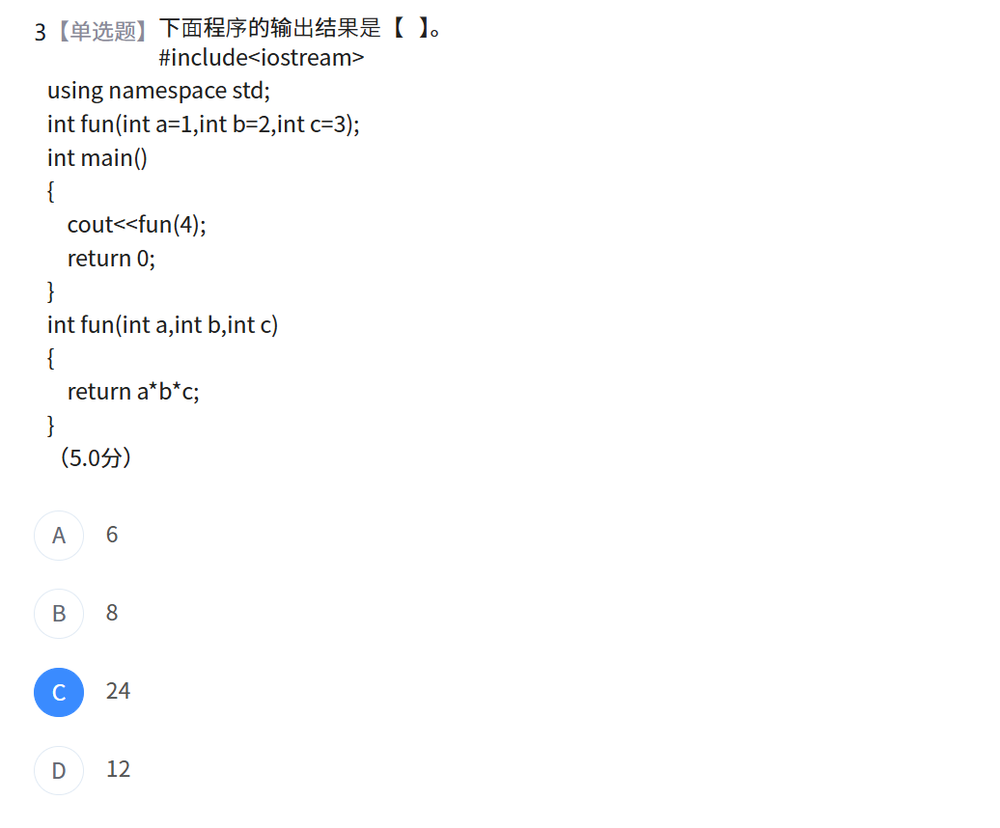 3【单选题】下面程序的输出结果是【  】。
#include<iostream>
using namespace std;
int fun(int a=1,int b=2,int c=3);
int main()
{
cout<<fun(4);
return 0;
}
int fun(int a,int b,int c)
{
return a*b*c;
}
（5.0分）
A 6
B 8
C 24
D 12